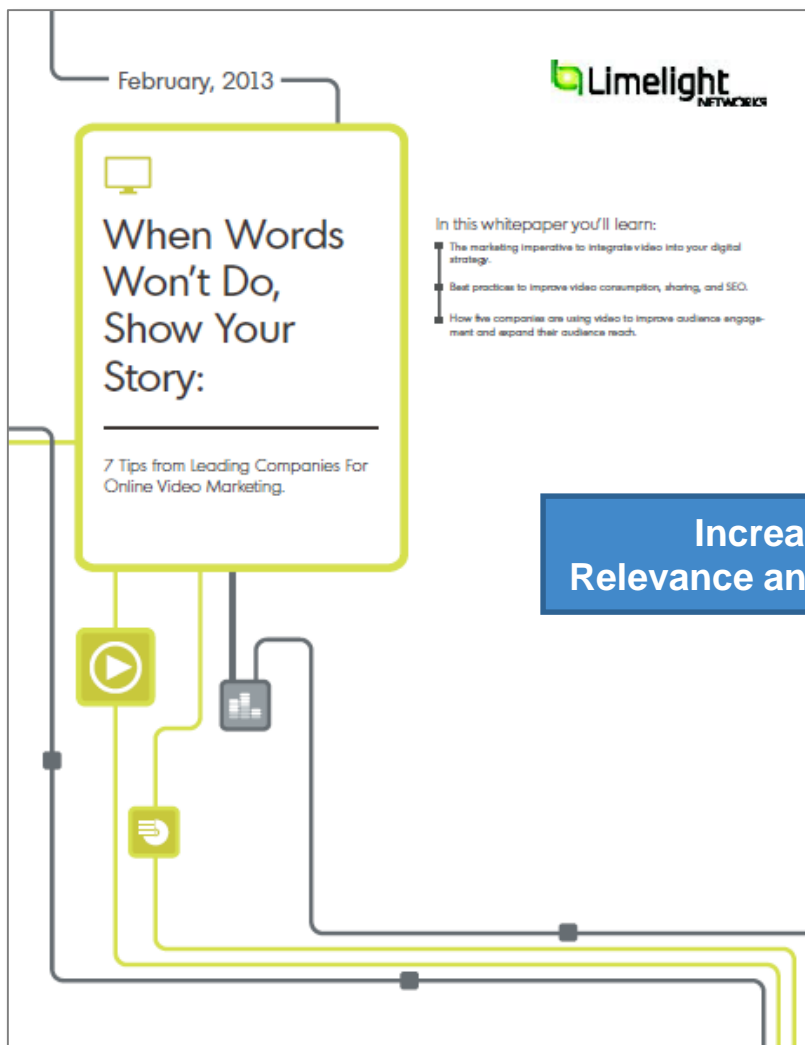 February, 2013
Limelight
NETWORKS
When Words
Won't Do,
Show Your
Story:
7 Tips from Leading Companies For
Online Video Marketing.
In this whitepaper you'll learn:
The marketing imperative to integrate video into your digital
strategy.
Best practices to improve video consumption, sharing, and SEO.
How five companies are using video to improve audience engage-
ment and expand their audience reach.
Relevance